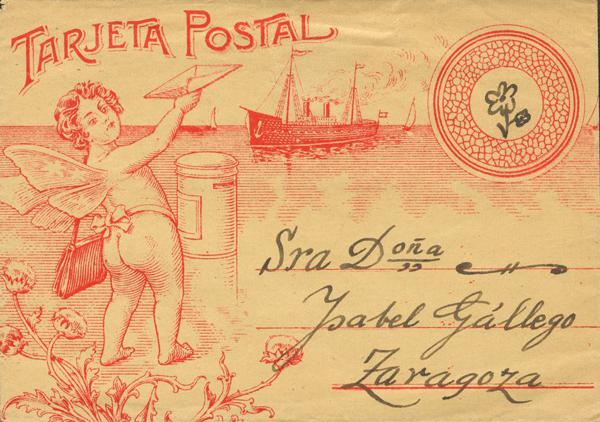 TARJETA POSTAL
Sra Doña
Ysabel Gállego
Zaragoza